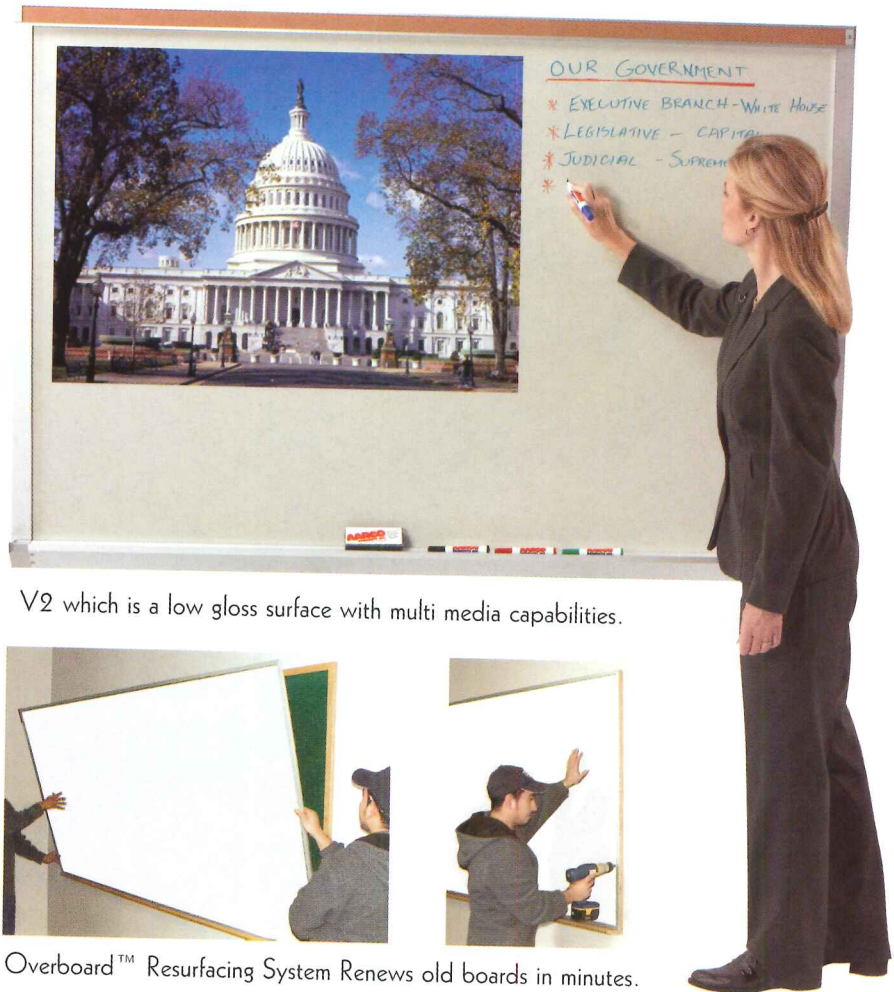 OUR GOVERNMENT
* EXECUTIVE BRANCH - WHITE HOUSE
* LEGISLATIVE - CAPITAL
* JUDICIAL - SUPREME
*
AARCO
V2 which is a low gloss surface with multi media capabilities.
Overboard™ Resurfacing System Renews old boards in minutes.